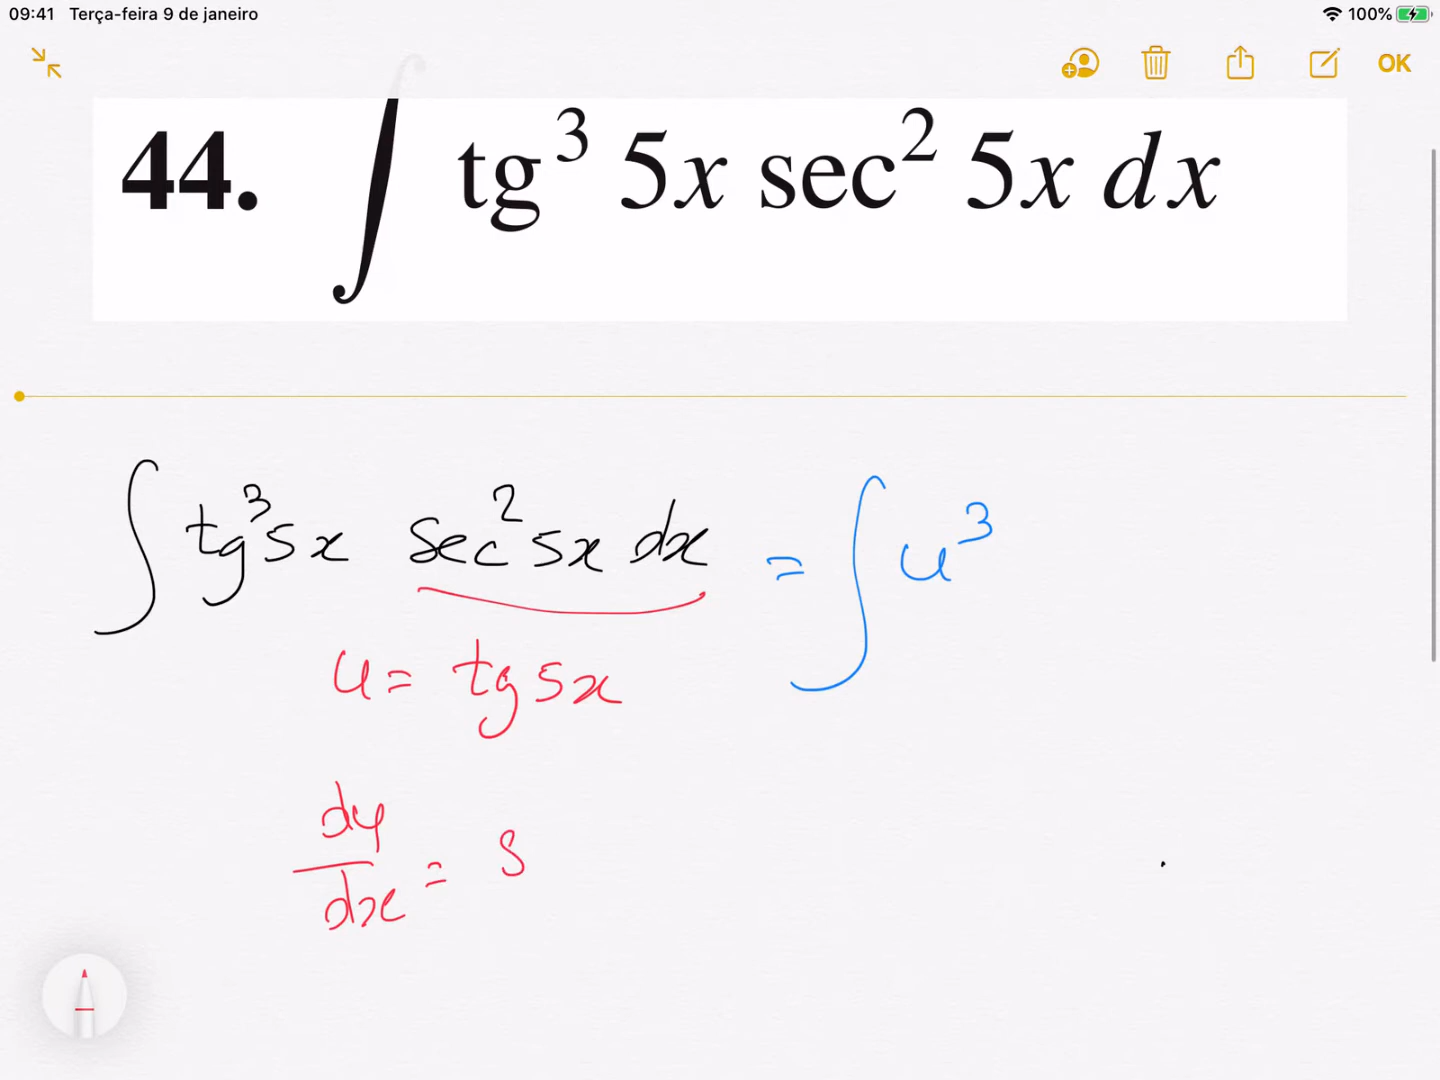 09:41 Terça-feira 9 de janeiro 100%
OK
44. ∫ tg³ 5x sec² 5x dx
∫ tg³5x sec²5x dx = ∫ u³
u = tg 5x
du/dx = s